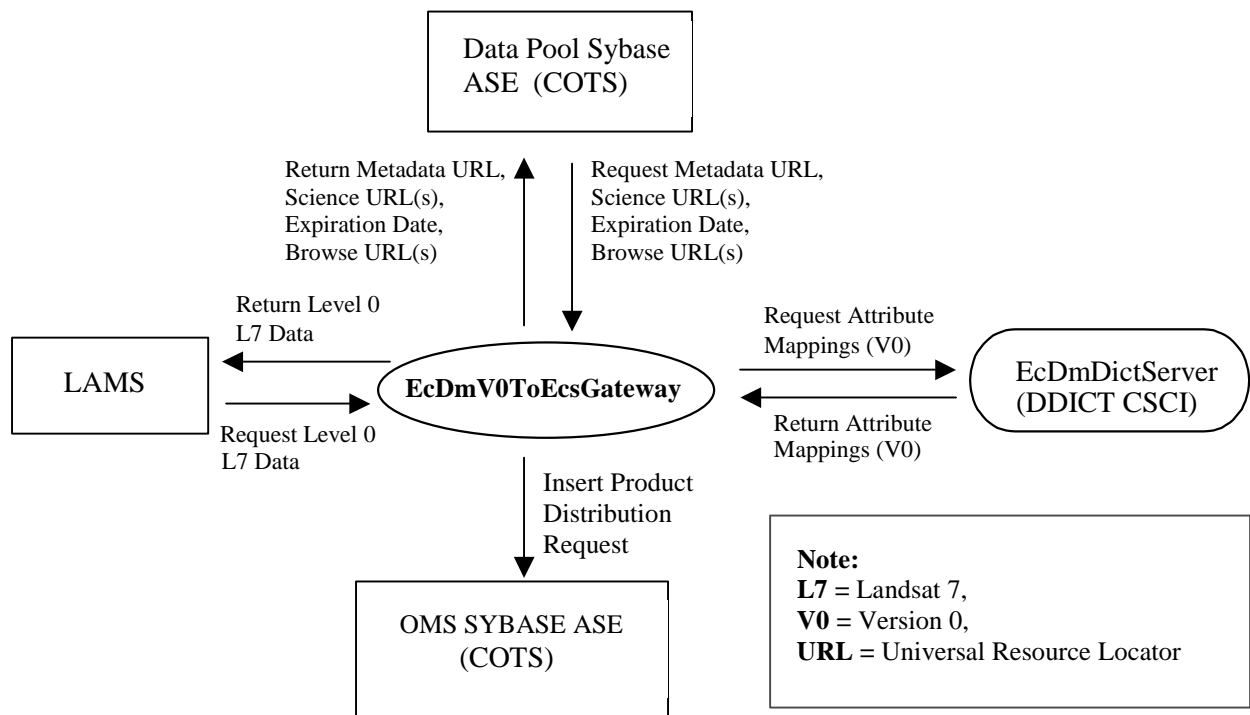 Data Pool Sybase
ASE (COTS)
Return Metadata URL,
Science URL(s),
Expiration Date,
Browse URL(s)
Request Metadata URL,
Science URL(s),
Expiration Date,
Browse URL(s)
Return Level 0
L7 Data
LAMS
Request Level 0
L7 Data
EcDmV0ToEcsGateway
Request Attribute
Mappings (V0)
Return Attribute
Mappings (V0)
EcDmDictServer
(DDICT CSCI)
Insert Product
Distribution
Request
OMS SYBASE ASE
(COTS)
Note:
L7 = Landsat 7,
V0 = Version 0,
URL = Universal Resource Locator